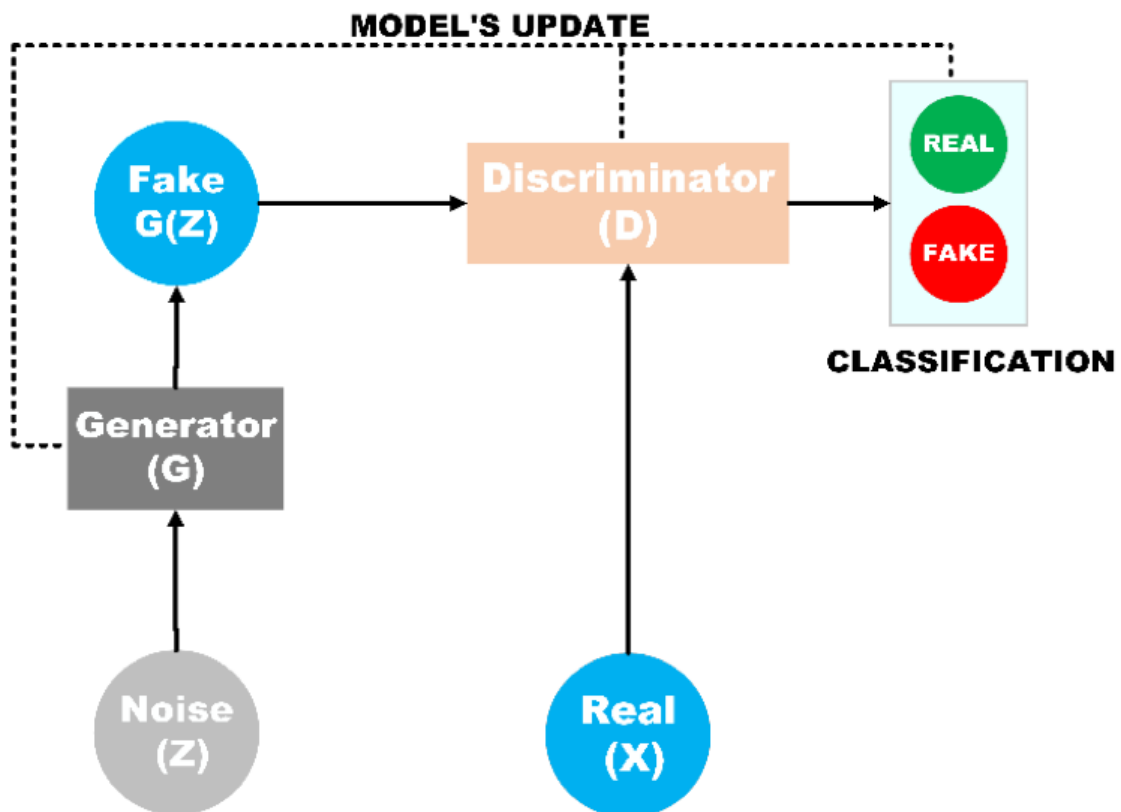 MODEL'S UPDATE
Fake
G(Z)
Discriminator
(D)
REAL
FAKE
CLASSIFICATION
Generator
(G)
Noise
(Z)
Real
(X)